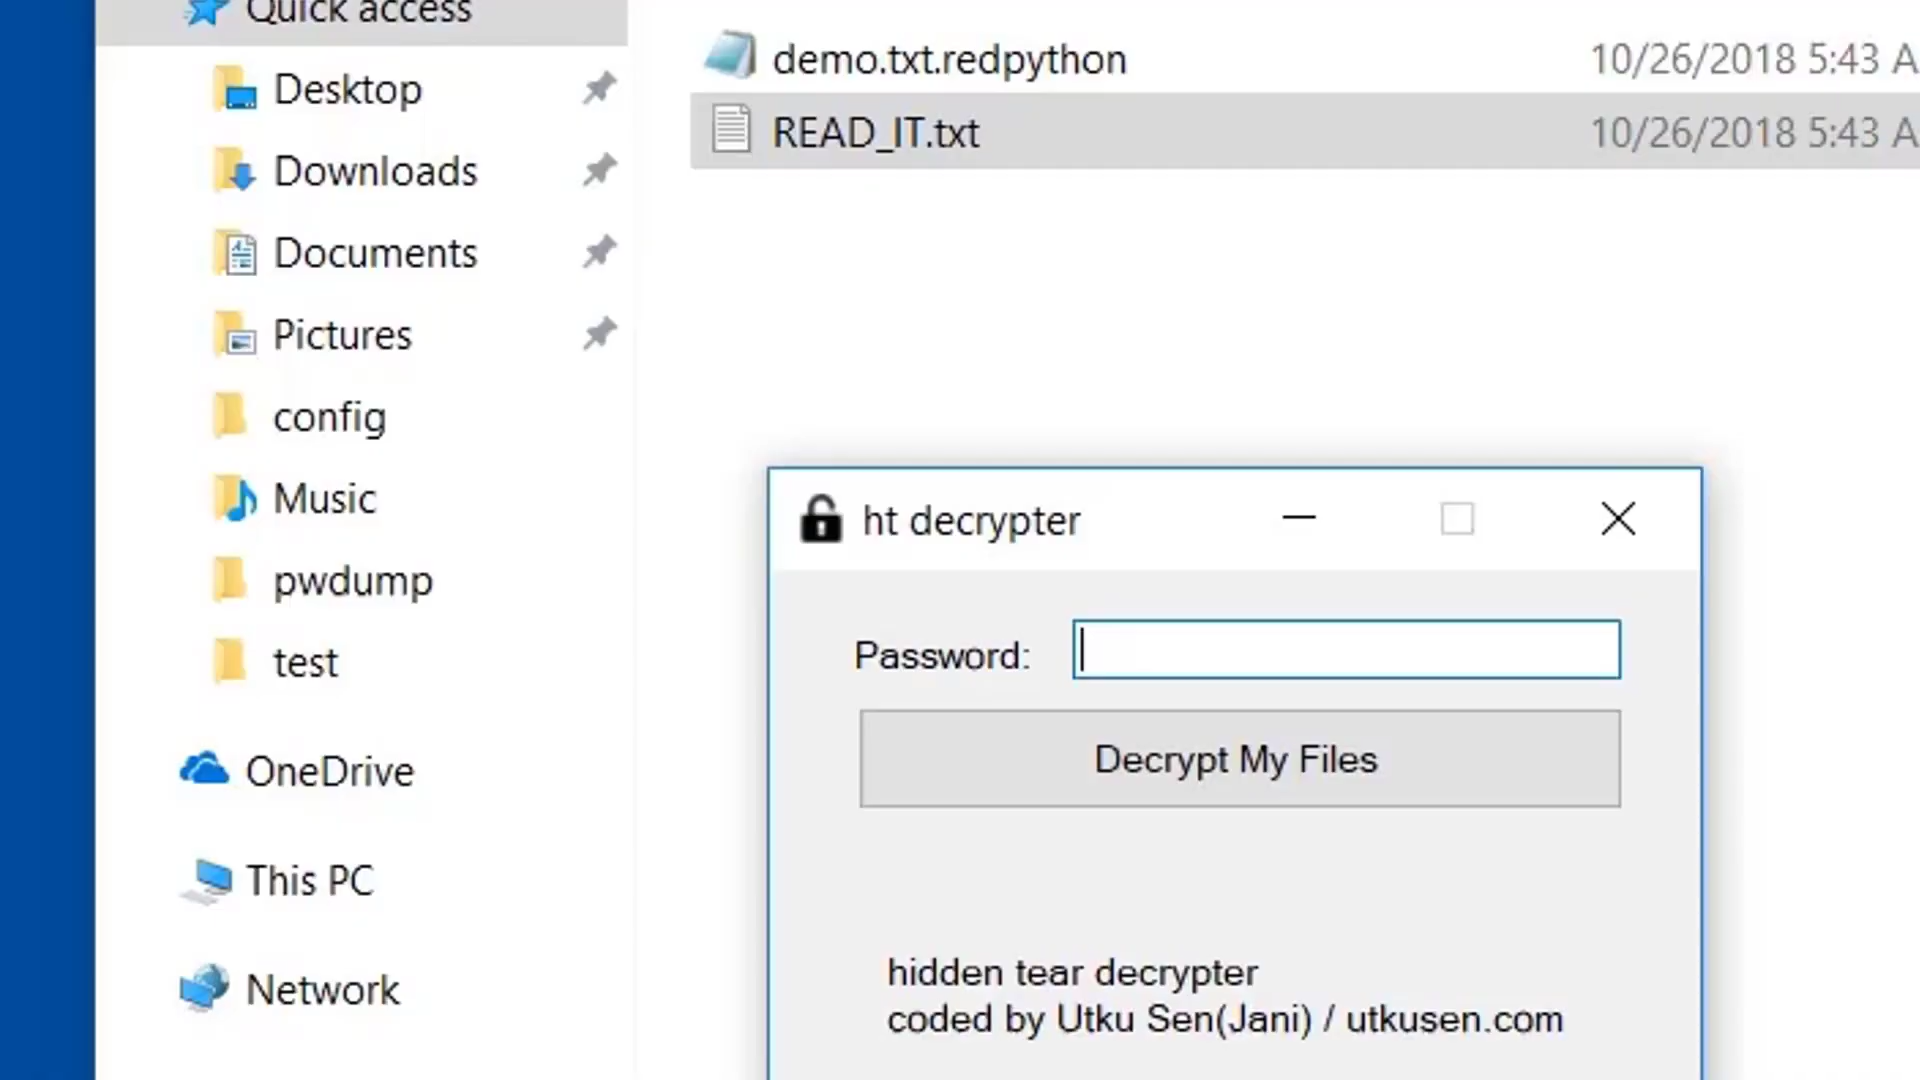 Quick access
Desktop
Downloads
Documents
Pictures
config
Music
pwdump
test
OneDrive
This PC
Network
demo.txt.redpython 10/26/2018 5:43 A
READ_IT.txt 10/26/2018 5:43 A
ht decrypter
Password:
Decrypt My Files
hidden tear decrypter
coded by Utku Sen(Jani) / utkusen.com